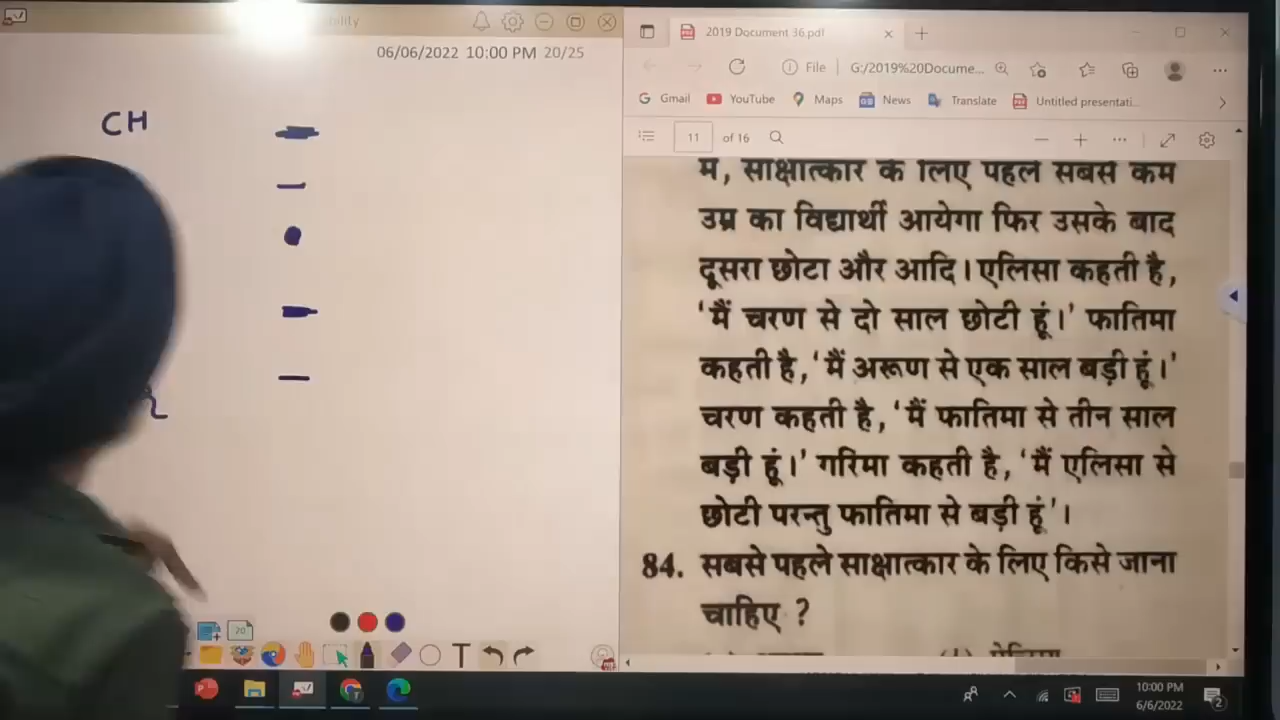 bility
06/06/2022 10:00 PM 20/25
CH
2019 Document 36.pdf
File
G:/2019%20Docume...
Gmail
YouTube
Maps
News
Translate
Untitled presentati...
11 of 16
म, साक्षात्कार के लिए पहले सबसे कम
उम्र का विद्यार्थी आयेगा फिर उसके बाद
दूसरा छोटा और आदि। एलिसा कहती है,
'मैं चरण से दो साल छोटी हूं।' फातिमा
कहती है, 'मैं अरूण से एक साल बड़ी हूं।'
चरण कहती है, 'मैं फातिमा से तीन साल
बड़ी हूं।' गरिमा कहती है, 'मैं एलिसा से
छोटी परन्तु फातिमा से बड़ी हूं'।
84. सबसे पहले साक्षात्कार के लिए किसे जाना
चाहिए ?
20
T
10:00 PM
6/6/2022
2